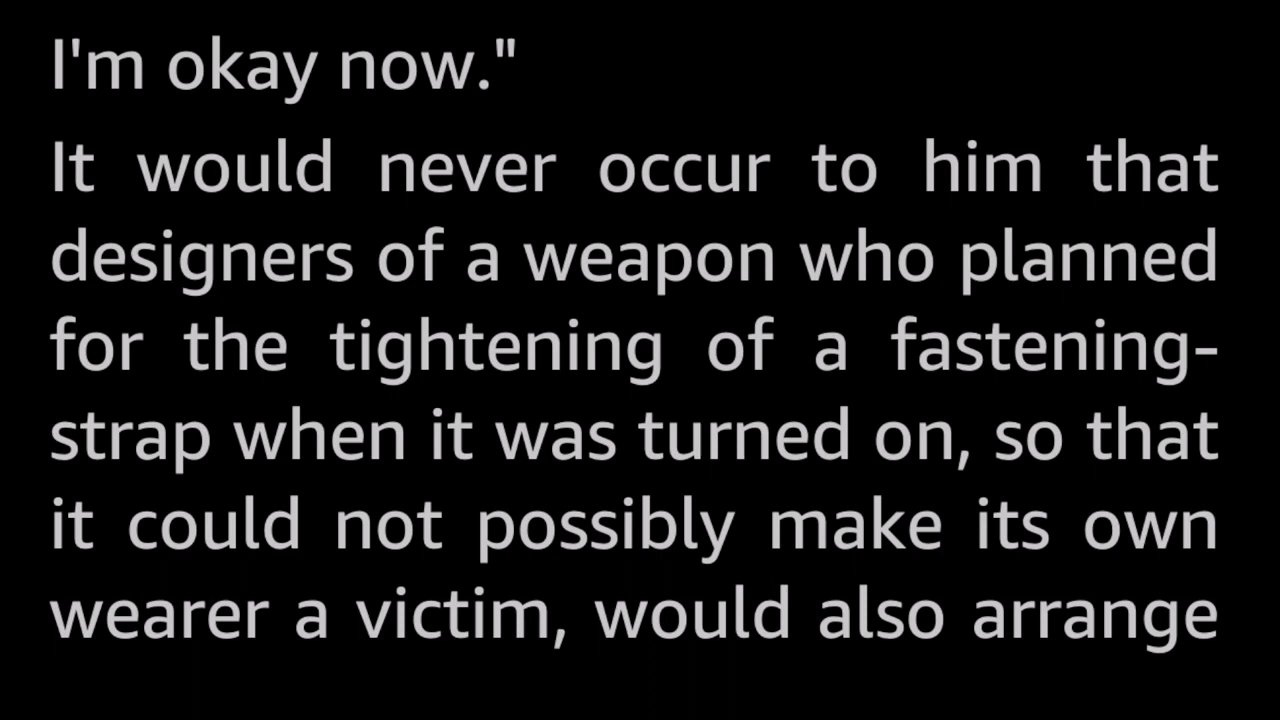 I'm okay now."
It would never occur to him that
designers of a weapon who planned
for the tightening of a fastening-
strap when it was turned on, so that
it could not possibly make its own
wearer a victim, would also arrange